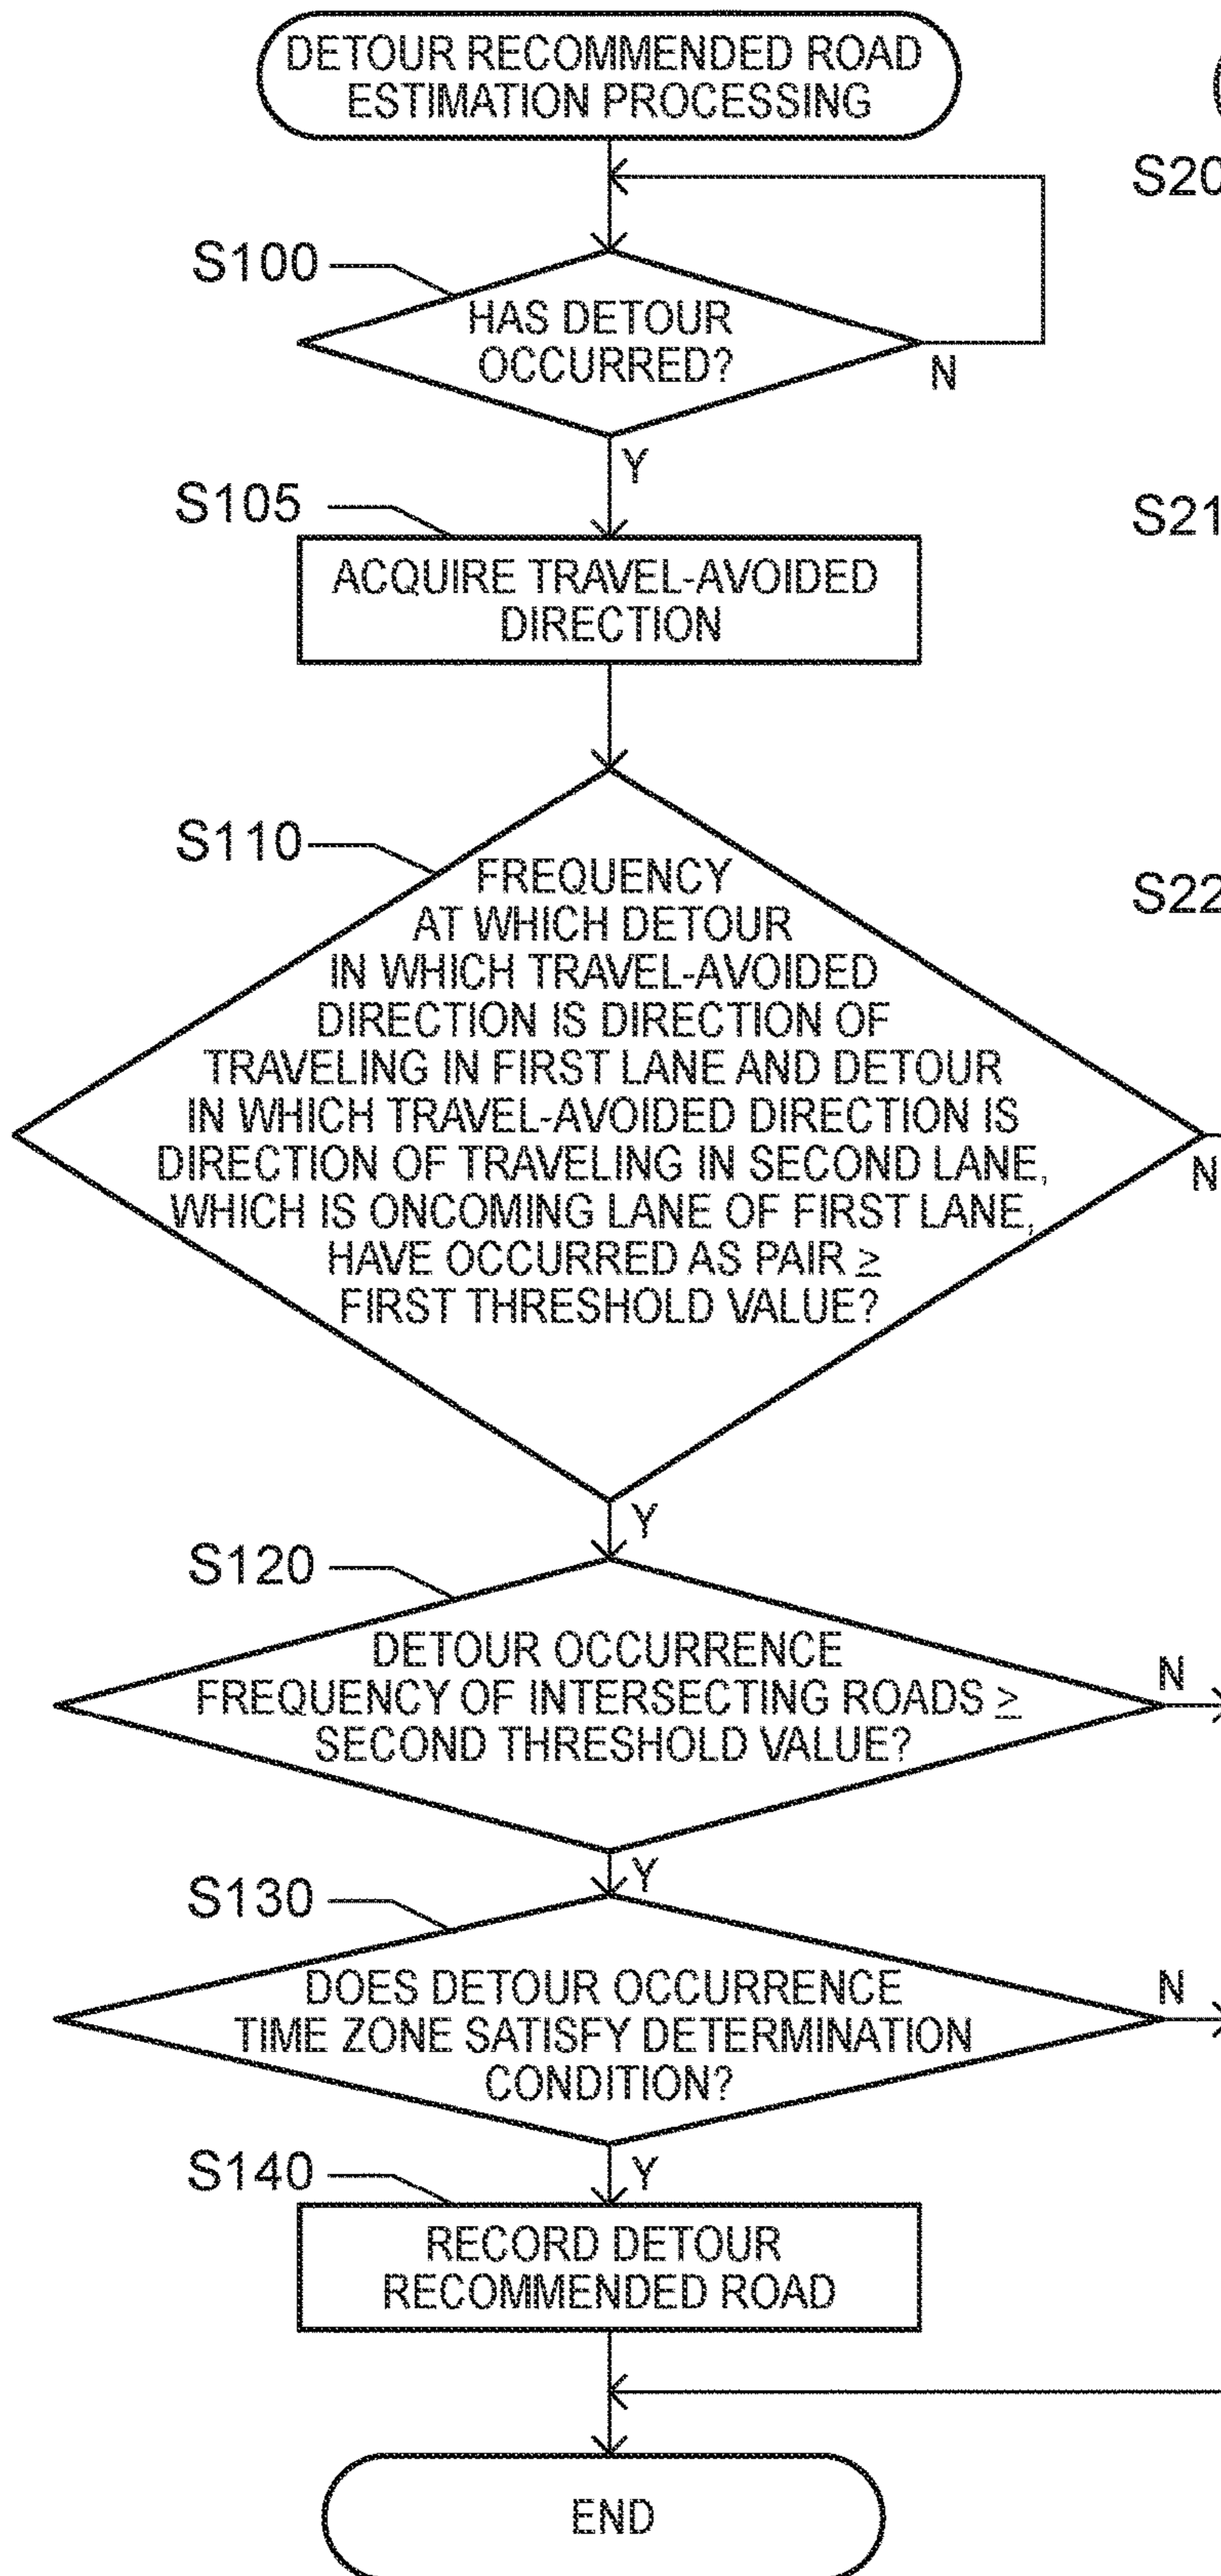 DETOUR RECOMMENDED ROAD
ESTIMATION PROCESSING
S20
S100
HAS DETOUR
OCCURRED?
N
Y
S105
S21
ACQUIRE TRAVEL-AVOIDED
DIRECTION
S110
S22
FREQUENCY
AT WHICH DETOUR
IN WHICH TRAVEL-AVOIDED
DIRECTION IS DIRECTION OF
TRAVELING IN FIRST LANE AND DETOUR
IN WHICH TRAVEL-AVOIDED DIRECTION IS
DIRECTION OF TRAVELING IN SECOND LANE,
WHICH IS ONCOMING LANE OF FIRST LANE,
HAVE OCCURRED AS PAIR ≥
FIRST THRESHOLD VALUE?
N
Y
S120
DETOUR OCCURRENCE
FREQUENCY OF INTERSECTING ROADS ≥
SECOND THRESHOLD VALUE?
N
Y
S130
DOES DETOUR OCCURRENCE
TIME ZONE SATISFY DETERMINATION
CONDITION?
N
Y
S140
RECORD DETOUR
RECOMMENDED ROAD
END